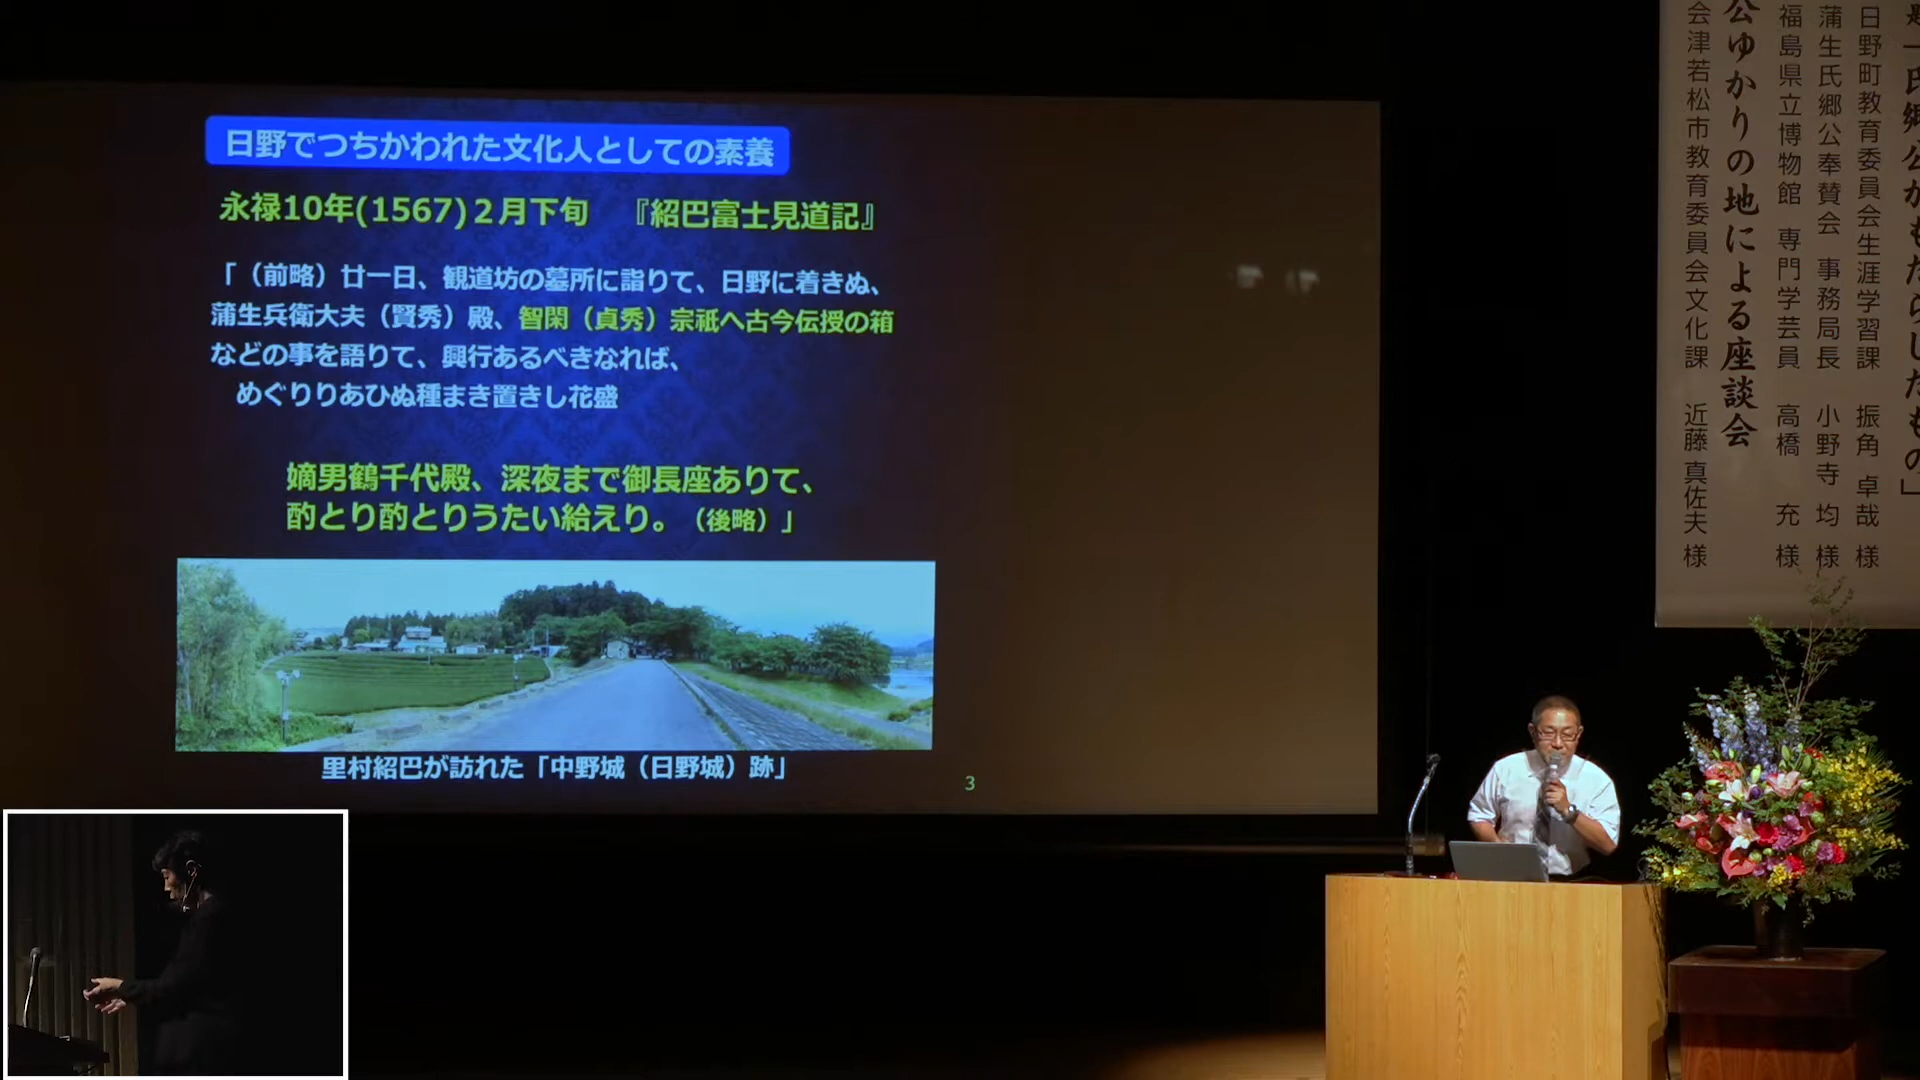 日野でつちかわれた文化人としての素養
永禄10年(1567)2月下旬　『紹巴富士見道記』
「（前略）廿一日、観道坊の墓所に詣りて、日野に着きぬ、
蒲生兵衛大夫（賢秀）殿、智閑（貞秀）宗祇へ古今伝授の箱
などの事を語りて、興行あるべきなれば、
めぐりりあひぬ種まき置きし花盛
嫡男鶴千代殿、深夜まで御長座ありて、
酌とり酌とりうたい給えり。（後略）」
里村紹巴が訪れた「中野城（日野城）跡」
3
氏郷公がもたらしたもの」
日野町教育委員会生涯学習課　振角 卓哉 様
蒲生氏郷公奉賛会 事務局長　小野寺 均 様
福島県立博物館 専門学芸員　高橋 充 様
公ゆかりの地による座談会
会津若松市教育委員会文化課　近藤 真佐夫 様